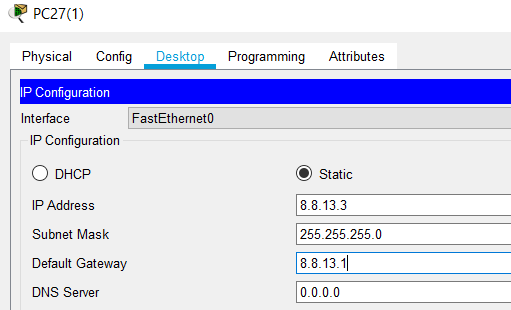 PC27(1)
Physical Config Desktop Programming Attributes
IP Configuration
Interface FastEthernet0
IP Configuration
DHCP Static
IP Address 8.8.13.3
Subnet Mask 255.255.255.0
Default Gateway 8.8.13.1
DNS Server 0.0.0.0